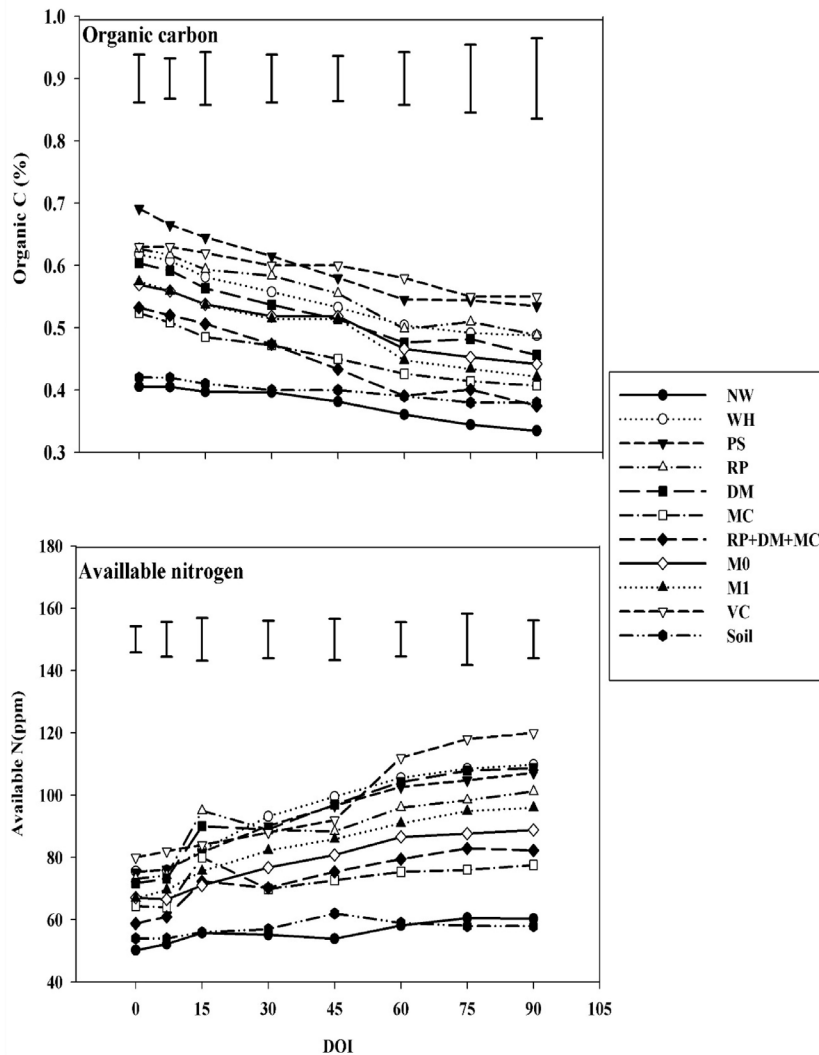 Organic carbon
Organic C (%)
1.0
0.9
0.8
0.7
0.6
0.5
0.4
0.3
Availlable nitrogen
Available N(ppm)
180
160
140
120
100
80
60
40
0 15 30 45 60 75 90 105
DOI
NW
WH
PS
RP
DM
MC
RP+DM+MC
M0
M1
VC
Soil